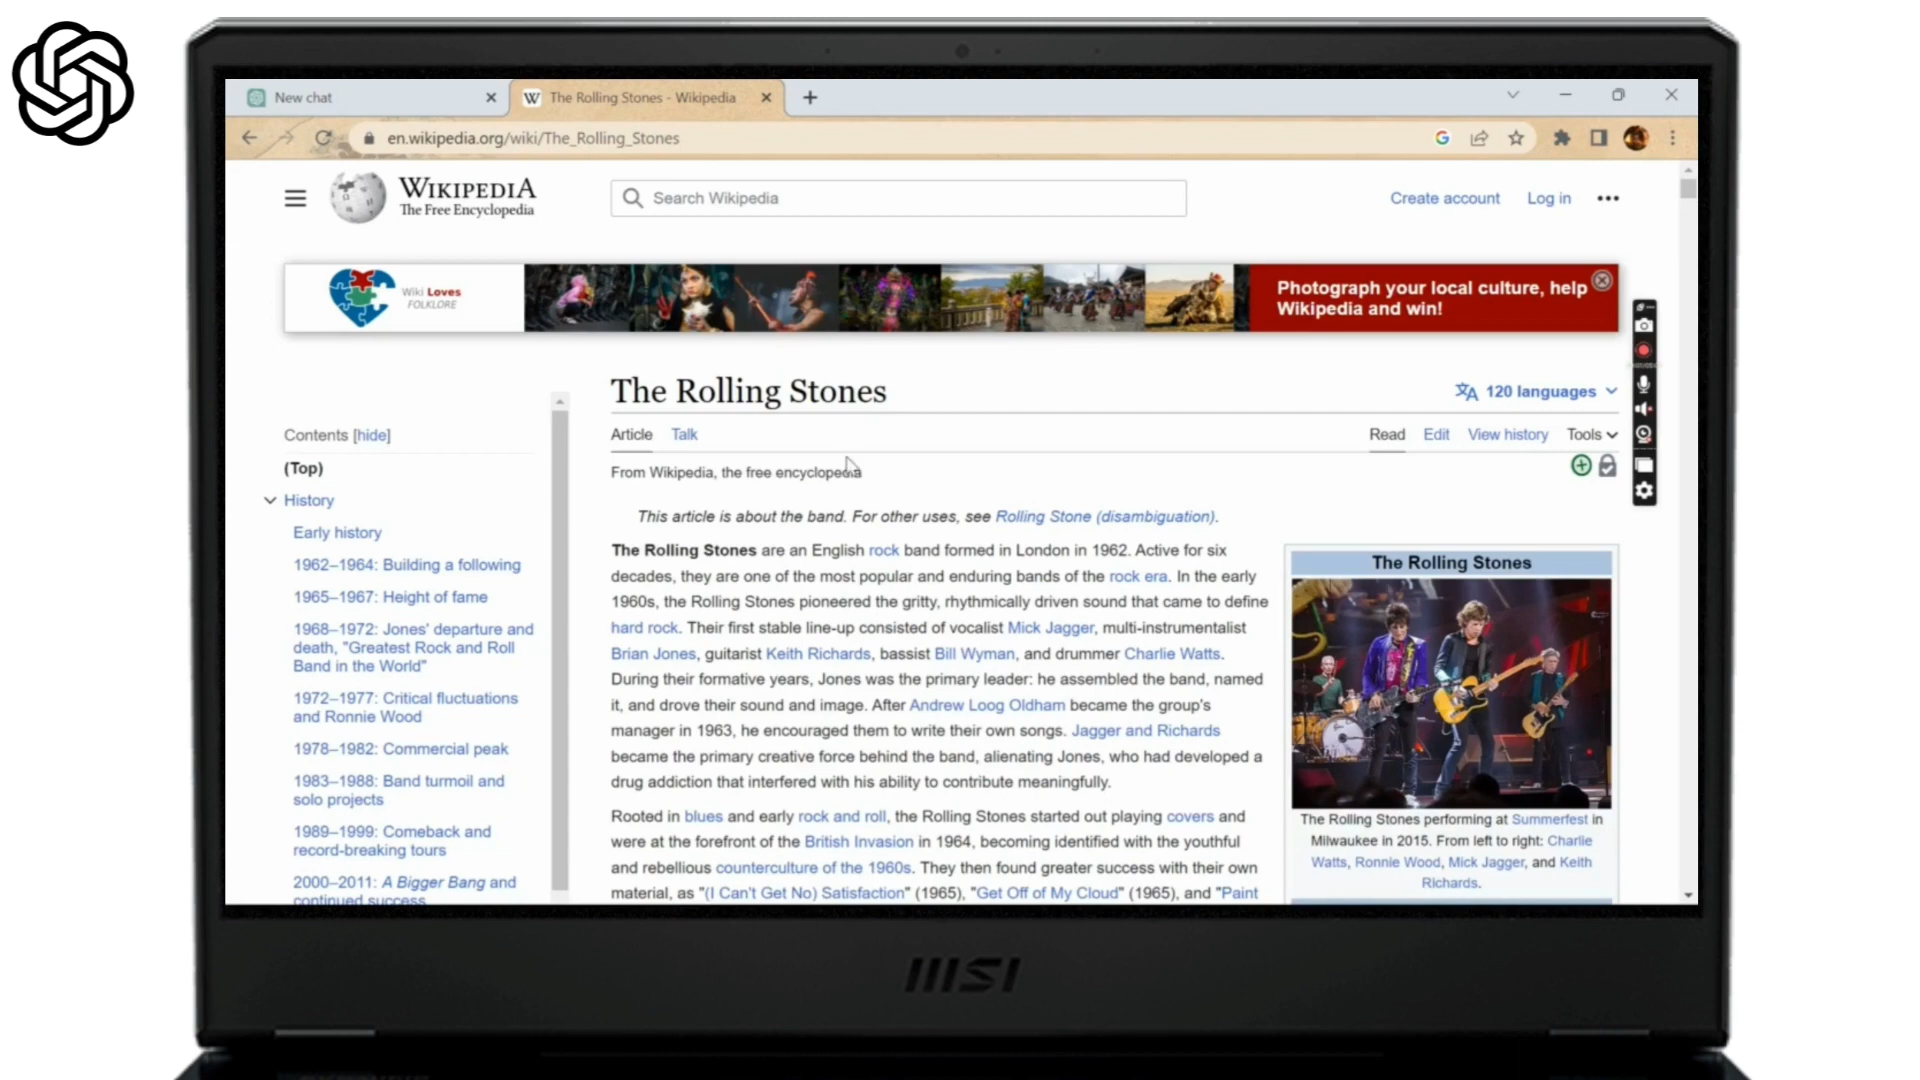 New chat
The Rolling Stones - Wikipedia
en.wikipedia.org/wiki/The_Rolling_Stones
WIKIPEDIA
The Free Encyclopedia
Search Wikipedia
Create account
Log in
Wiki Loves
FOLKLORE
Photograph your local culture, help
Wikipedia and win!
The Rolling Stones
120 languages
Contents [hide]
(Top)
History
Early history
1962–1964: Building a following
1965–1967: Height of fame
1968–1972: Jones' departure and
death, "Greatest Rock and Roll
Band in the World"
1972–1977: Critical fluctuations
and Ronnie Wood
1978–1982: Commercial peak
1983–1988: Band turmoil and
solo projects
1989–1999: Comeback and
record-breaking tours
2000–2011: A Bigger Bang and
continued success
Article Talk
Read Edit View history Tools
From Wikipedia, the free encyclopedia
This article is about the band. For other uses, see Rolling Stone (disambiguation).
The Rolling Stones are an English rock band formed in London in 1962. Active for six
decades, they are one of the most popular and enduring bands of the rock era. In the early
1960s, the Rolling Stones pioneered the gritty, rhythmically driven sound that came to define
hard rock. Their first stable line-up consisted of vocalist Mick Jagger, multi-instrumentalist
Brian Jones, guitarist Keith Richards, bassist Bill Wyman, and drummer Charlie Watts.
During their formative years, Jones was the primary leader: he assembled the band, named
it, and drove their sound and image. After Andrew Loog Oldham became the group's
manager in 1963, he encouraged them to write their own songs. Jagger and Richards
became the primary creative force behind the band, alienating Jones, who had developed a
drug addiction that interfered with his ability to contribute meaningfully.
Rooted in blues and early rock and roll, the Rolling Stones started out playing covers and
were at the forefront of the British Invasion in 1964, becoming identified with the youthful
and rebellious counterculture of the 1960s. They then found greater success with their own
material, as "(I Can't Get No) Satisfaction" (1965), "Get Off of My Cloud" (1965), and "Paint
The Rolling Stones
The Rolling Stones performing at Summerfest in
Milwaukee in 2015. From left to right: Charlie
Watts, Ronnie Wood, Mick Jagger, and Keith
Richards.
msi